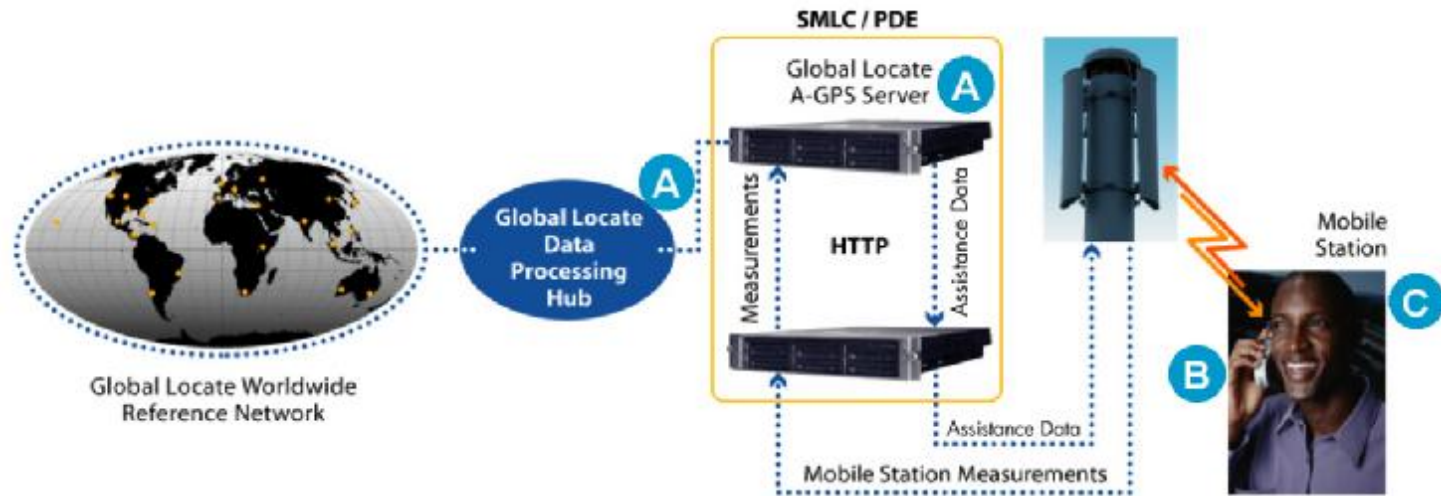 SMLC / PDE
Global Locate
A-GPS Server
A
A
Global Locate
Data
Processing
Hub
Measurements
HTTP
Assistance Data
Mobile
Station
C
B
Global Locate Worldwide
Reference Network
Assistance Data
Mobile Station Measurements